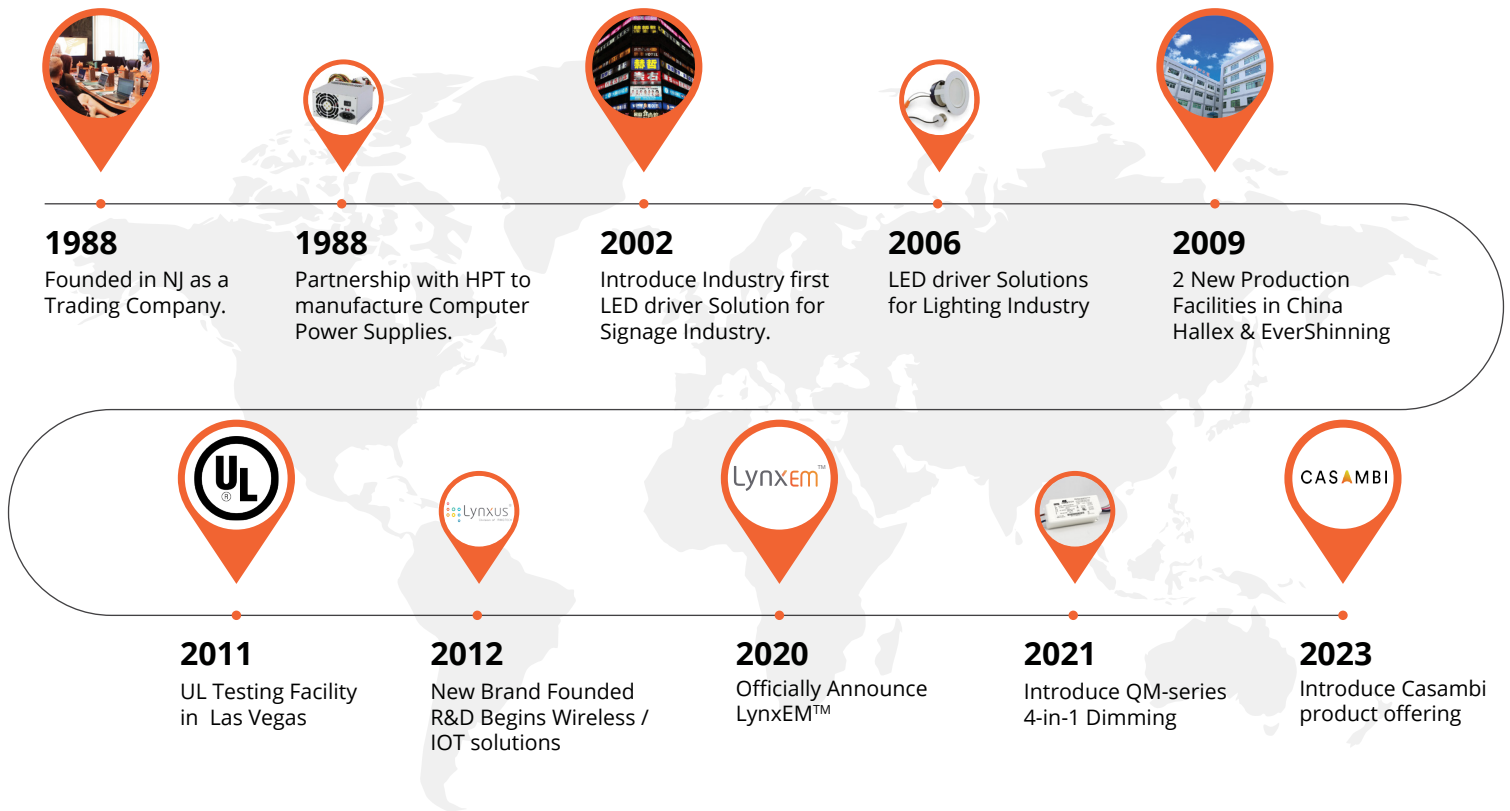 1988
Founded in NJ as a
Trading Company.
1988
Partnership with HPT to
manufacture Computer
Power Supplies.
赫哲
2002
Introduce Industry first
LED driver Solution for
Signage Industry.
2006
LED driver Solutions
for Lighting Industry
2009
2 New Production
Facilities in China
Hallex & EverShinning
UL
®
2011
UL Testing Facility
in Las Vegas
Lynxus
2012
New Brand Founded
R&D Begins Wireless /
IOT solutions
LynxEM™
2020
Officially Announce
LynxEM™
2021
Introduce QM-series
4-in-1 Dimming
CASAMBI
2023
Introduce Casambi
product offering